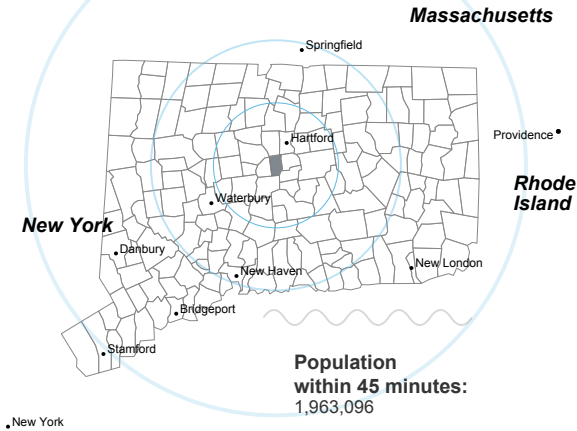 Massachusetts
Springfield
Providence
Hartford
Rhode
Island
Waterbury
New York
Danbury
New Haven
New London
Bridgeport
Stamford
Population
within 45 minutes:
1,963,096
New York